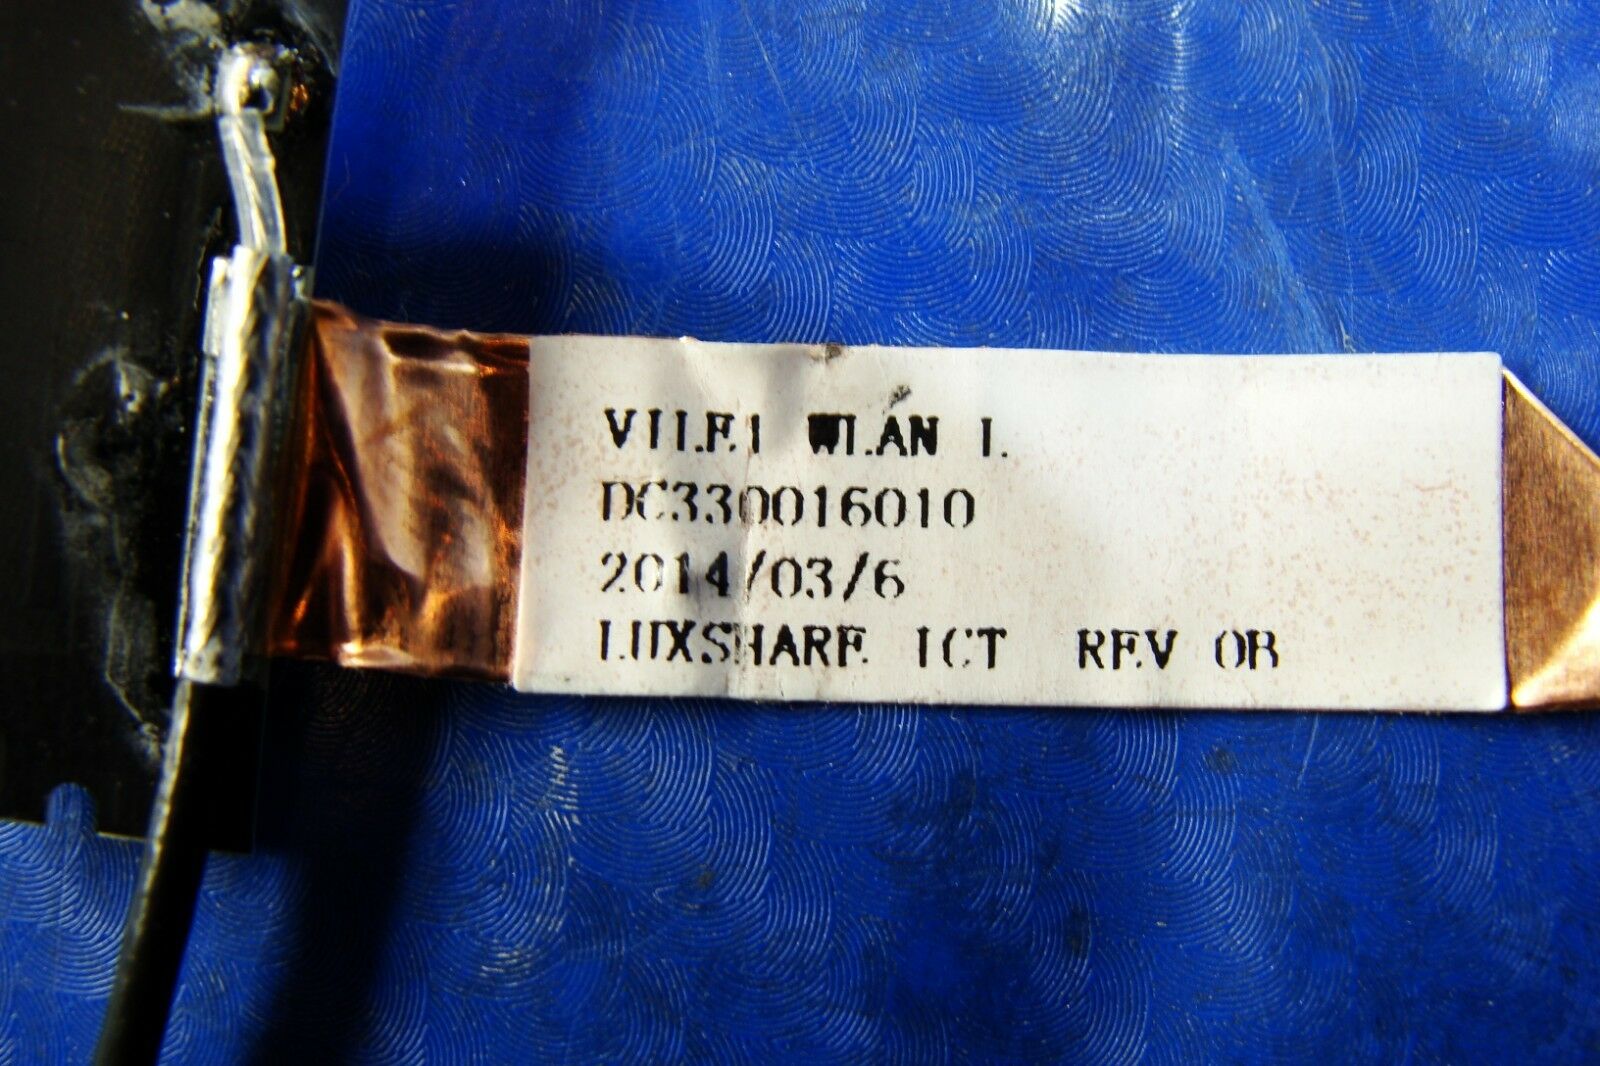 VILE1 WLAN L
DC330016010
2014/03/6
LUXSHARE ICT REV 0B